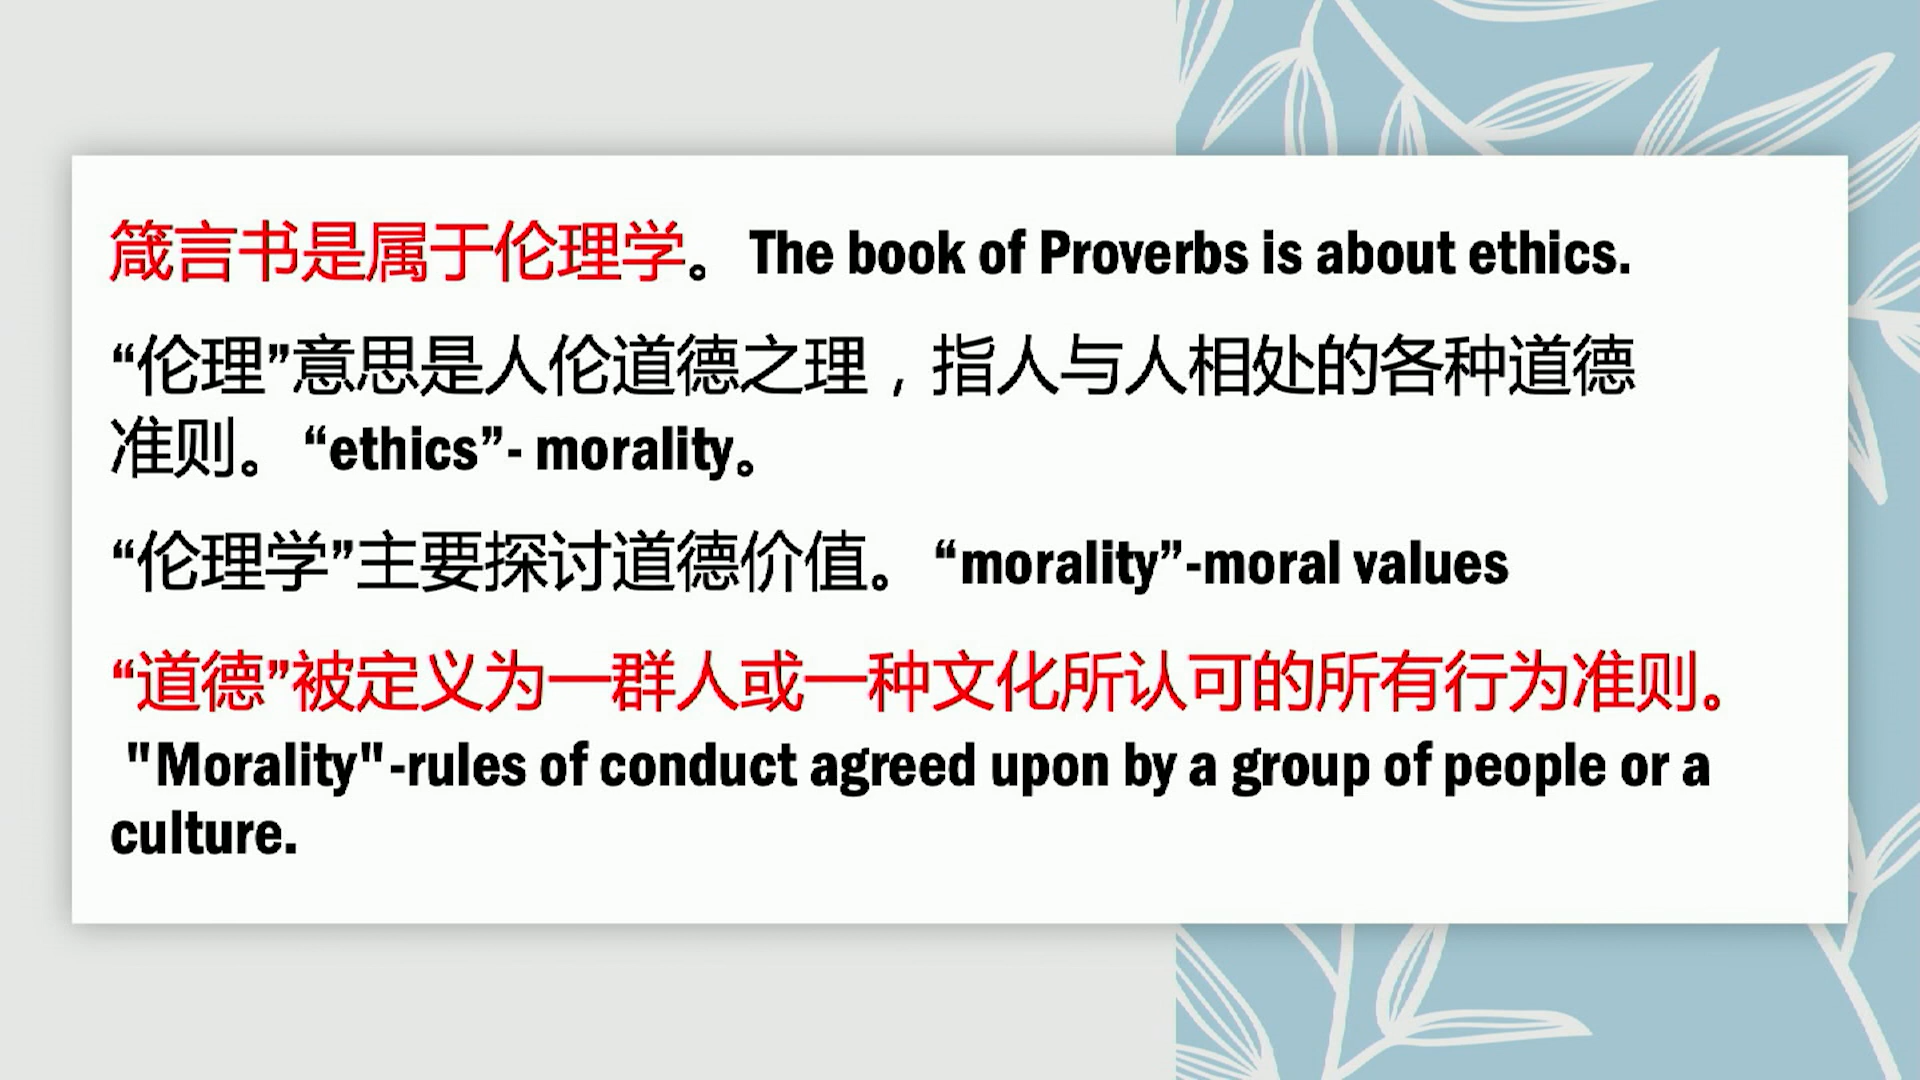 箴言书是属于伦理学。The book of Proverbs is about ethics.
“伦理”意思是人伦道德之理，指人与人相处的各种道德
准则。“ethics”- morality。
“伦理学”主要探讨道德价值。“morality”-moral values
“道德”被定义为一群人或一种文化所认可的所有行为准则。
"Morality"-rules of conduct agreed upon by a group of people or a
culture.